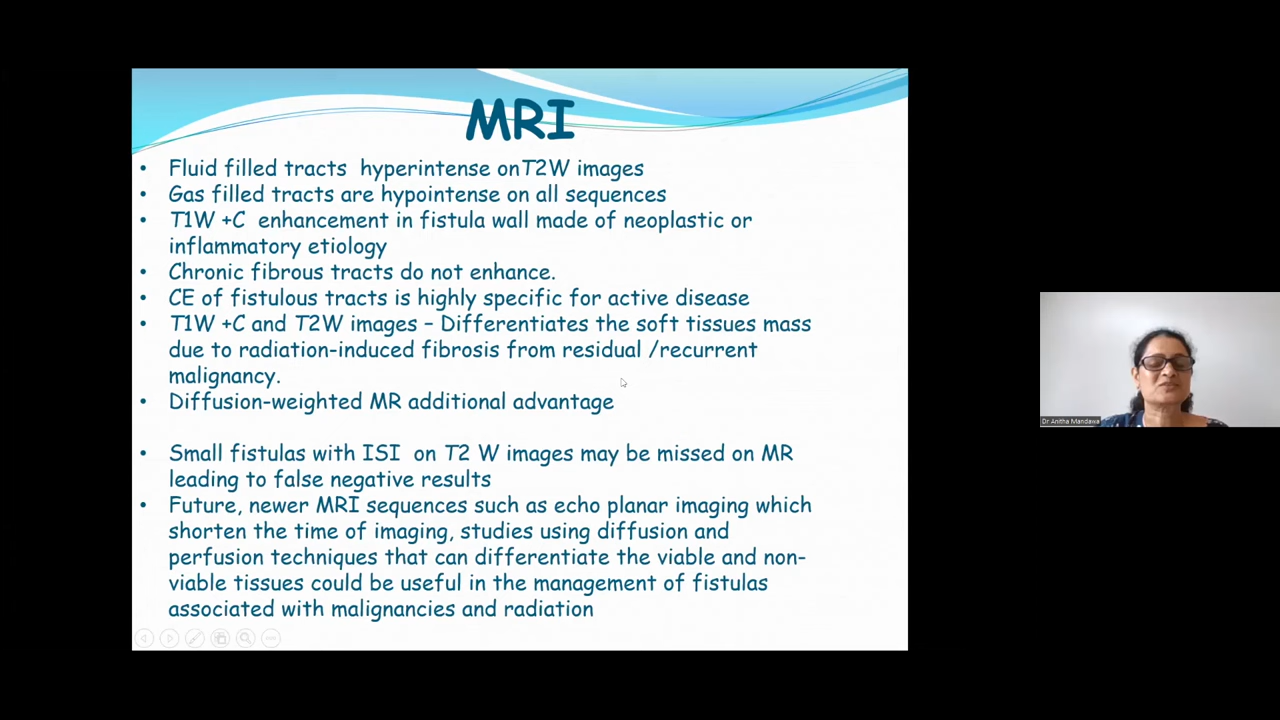 MRI
• Fluid filled tracts hyperintense onT2W images
• Gas filled tracts are hypointense on all sequences
• T1W +C enhancement in fistula wall made of neoplastic or
inflammatory etiology
• Chronic fibrous tracts do not enhance.
• CE of fistulous tracts is highly specific for active disease
• T1W +C and T2W images – Differentiates the soft tissues mass
due to radiation-induced fibrosis from residual /recurrent
malignancy.
• Diffusion-weighted MR additional advantage
• Small fistulas with ISI on T2 W images may be missed on MR
leading to false negative results
• Future, newer MRI sequences such as echo planar imaging which
shorten the time of imaging, studies using diffusion and
perfusion techniques that can differentiate the viable and non-
viable tissues could be useful in the management of fistulas
associated with malignancies and radiation
Dr Anitha Mandawa